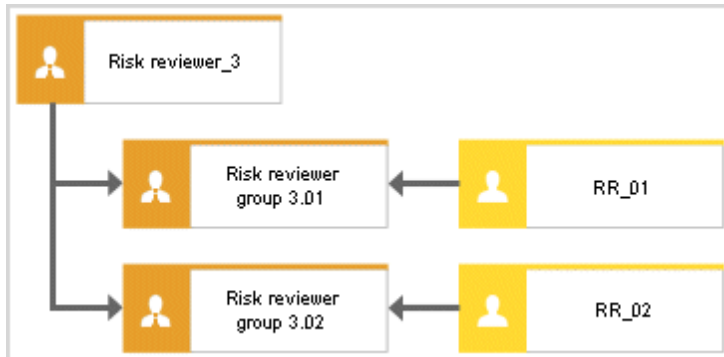 Risk reviewer_3
Risk reviewer
group 3.01
RR_01
Risk reviewer
group 3.02
RR_02